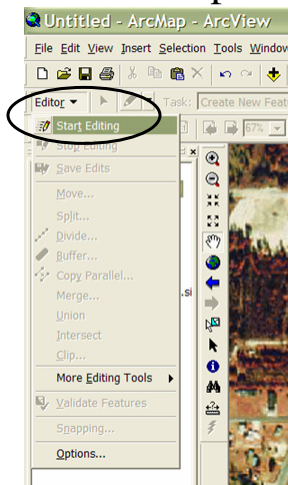 Untitled - ArcMap - ArcView
File Edit View Insert Selection Tools Window
Editor Task: Create New Feat
Start Editing
67%
Stop Editing
Save Edits
Move...
Split...
Divide...
Buffer...
Copy Parallel...
.si
Merge...
Union
Intersect
Clip...
More Editing Tools
Validate Features
Snapping...
Options...